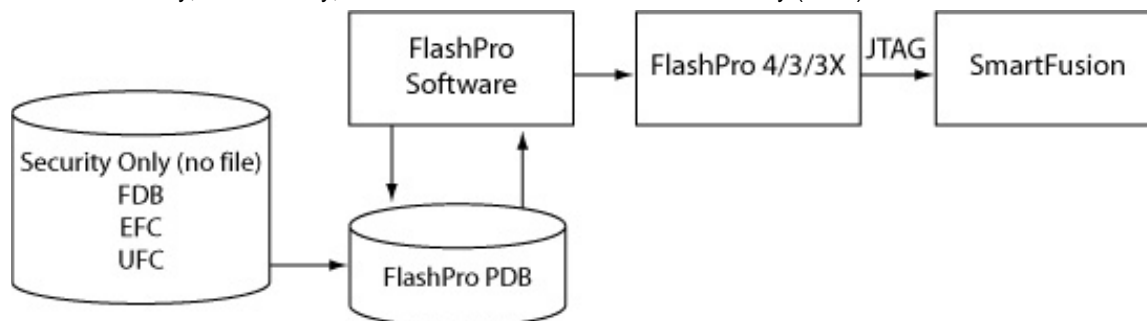 FlashPro
Software
FlashPro 4/3/3X
JTAG
SmartFusion
Security Only (no file)
FDB
EFC
UFC
FlashPro PDB